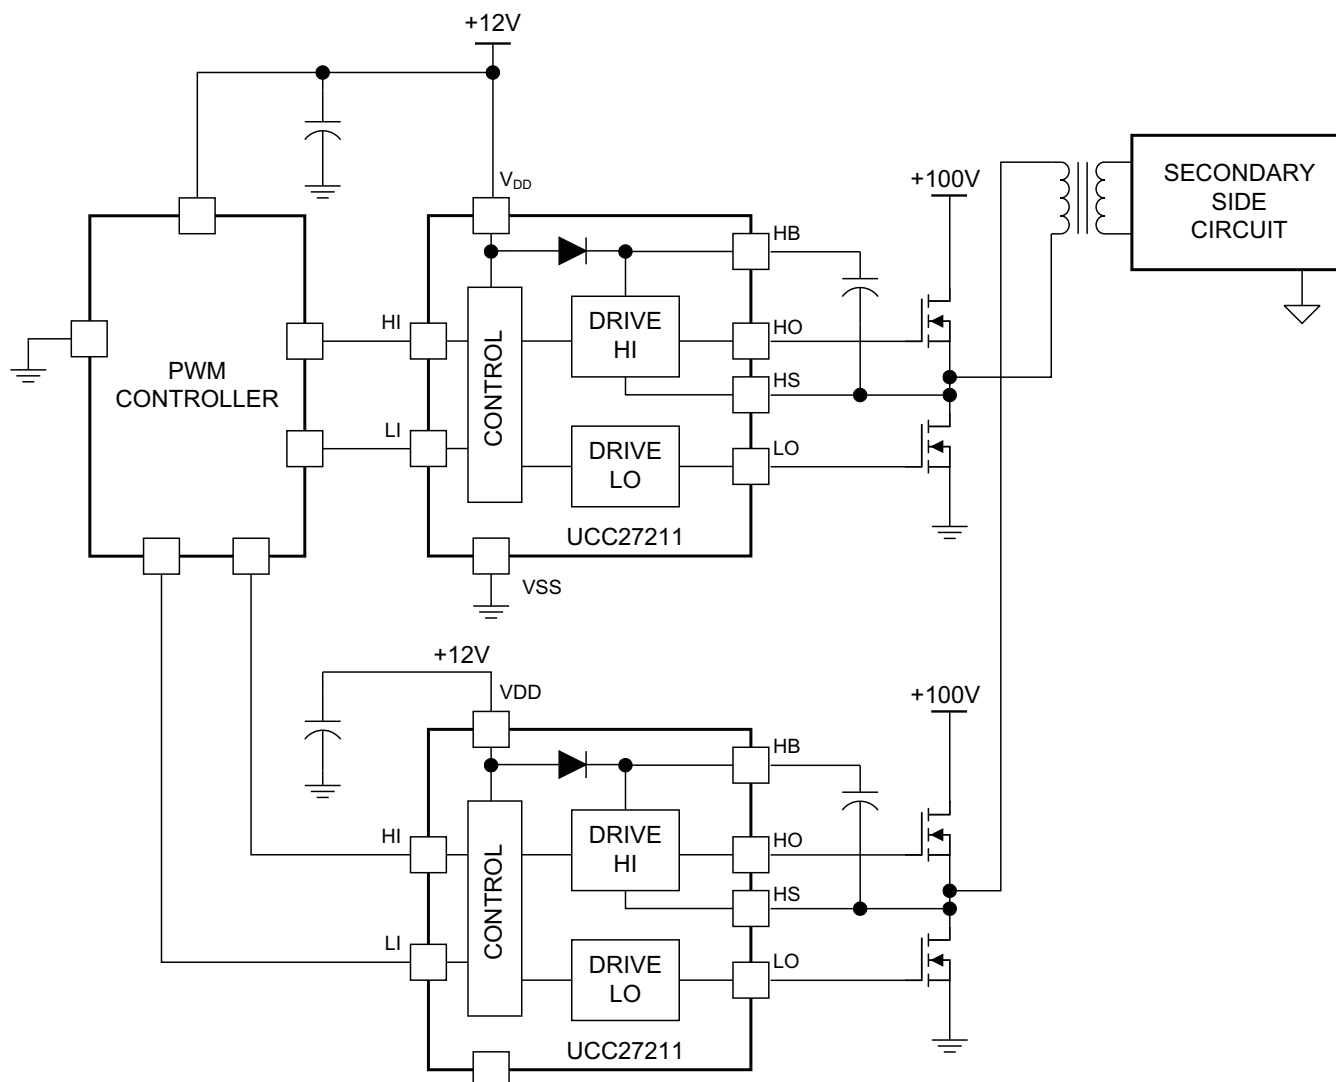 +12V
VDD
+100V
SECONDARY
SIDE
CIRCUIT
HB
DRIVE
HI
HI
HO
PWM
CONTROLLER
CONTROL
HS
LI
DRIVE
LO
LO
UCC27211
VSS
+12V
VDD
+100V
HB
DRIVE
HI
HI
HO
CONTROL
HS
LI
DRIVE
LO
LO
UCC27211